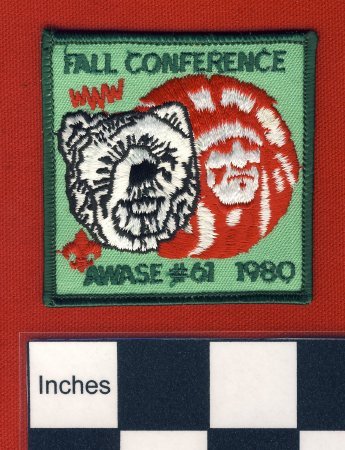 FALL CONFERENCE
WWW
AWASE #61 1980
Inches